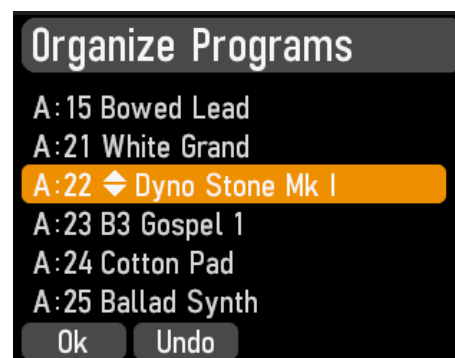 Organize Programs
A:15 Bowed Lead
A:21 White Grand
A:22 Dyno Stone Mk I
A:23 B3 Gospel 1
A:24 Cotton Pad
A:25 Ballad Synth
Ok Undo